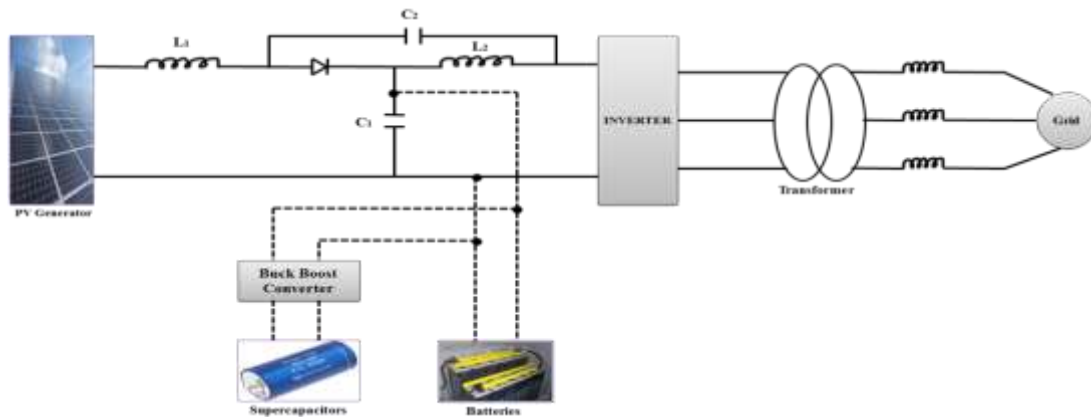 C2
L1
L2
C1
INVERTER
Grid
Transformer
PV Generator
Buck Boost
Converter
Supercapacitors
Batteries